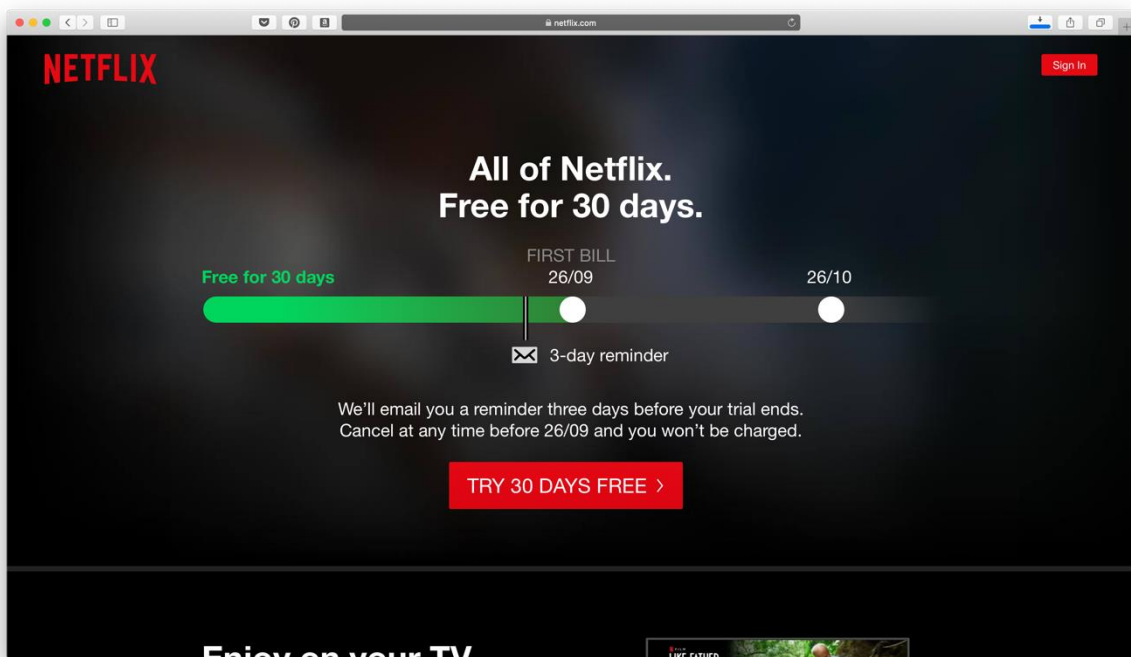 netflix.com
NETFLIX
Sign In
All of Netflix.
Free for 30 days.
FIRST BILL
Free for 30 days 26/09 26/10
3-day reminder
We'll email you a reminder three days before your trial ends.
Cancel at any time before 26/09 and you won't be charged.
TRY 30 DAYS FREE >
Enjoy on your TV
LIKE FATHER